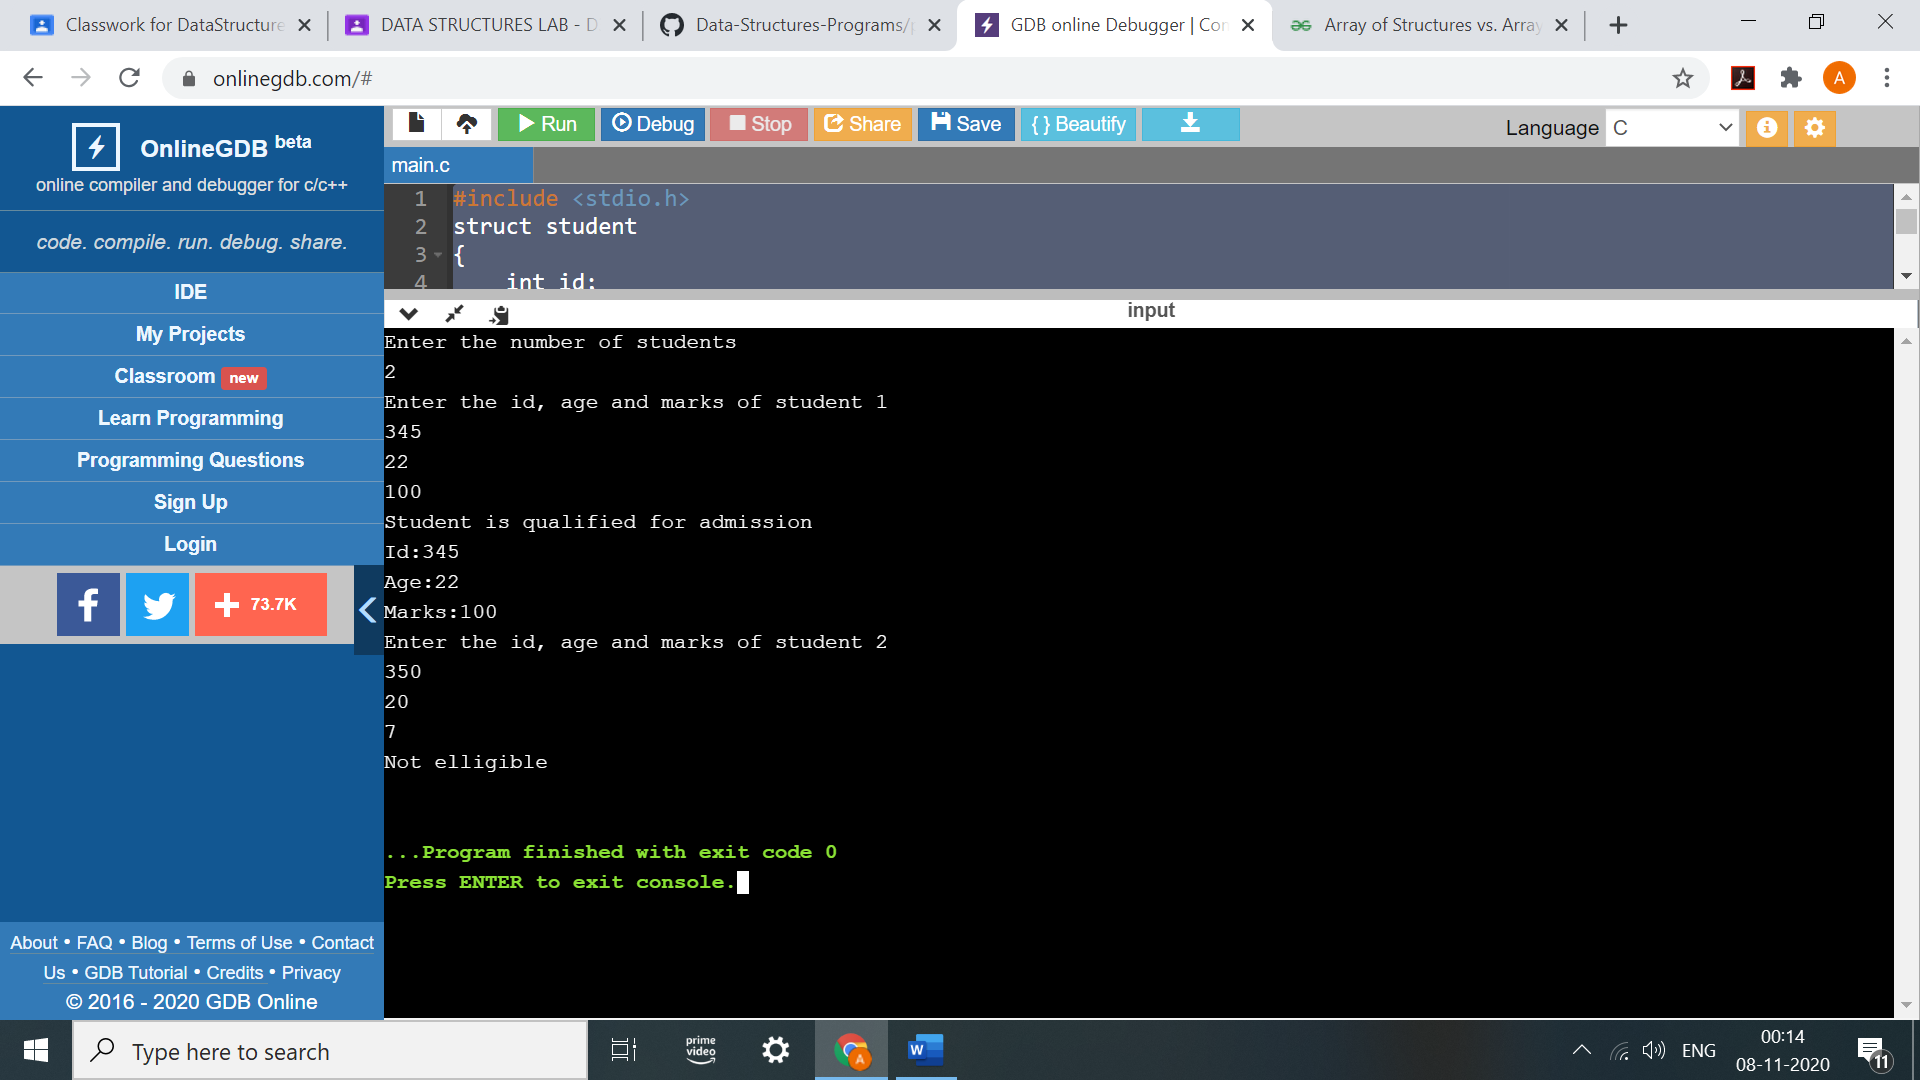 Classwork for DataStructure
DATA STRUCTURES LAB - D
Data-Structures-Programs/
GDB online Debugger | Con
Array of Structures vs. Array
onlinegdb.com/#
A
OnlineGDB beta
online compiler and debugger for c/c++
code. compile. run. debug. share.
IDE
My Projects
Classroom new
Learn Programming
Programming Questions
Sign Up
Login
73.7K
About • FAQ • Blog • Terms of Use • Contact
Us • GDB Tutorial • Credits • Privacy
© 2016 - 2020 GDB Online
Run Debug Stop Share Save { } Beautify
Language C
main.c
1 #include <stdio.h>
2 struct student
3 {
4 int id;
input
Enter the number of students
2
Enter the id, age and marks of student 1
345
22
100
Student is qualified for admission
Id:345
Age:22
Marks:100
Enter the id, age and marks of student 2
350
20
7
Not elligible
...Program finished with exit code 0
Press ENTER to exit console.
Type here to search
prime
video
A
W
ENG
00:14
08-11-2020
11